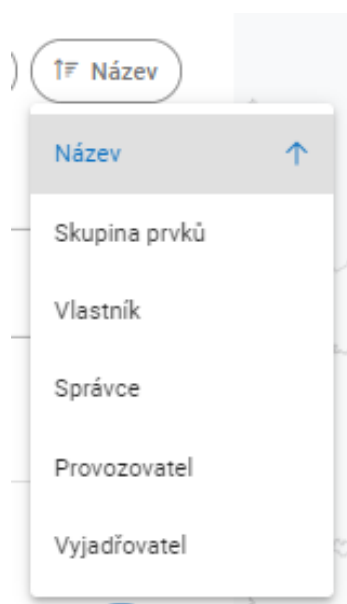 Název
Název
Skupina prvků
Vlastník
Správce
Provozovatel
Vyjadřovatel